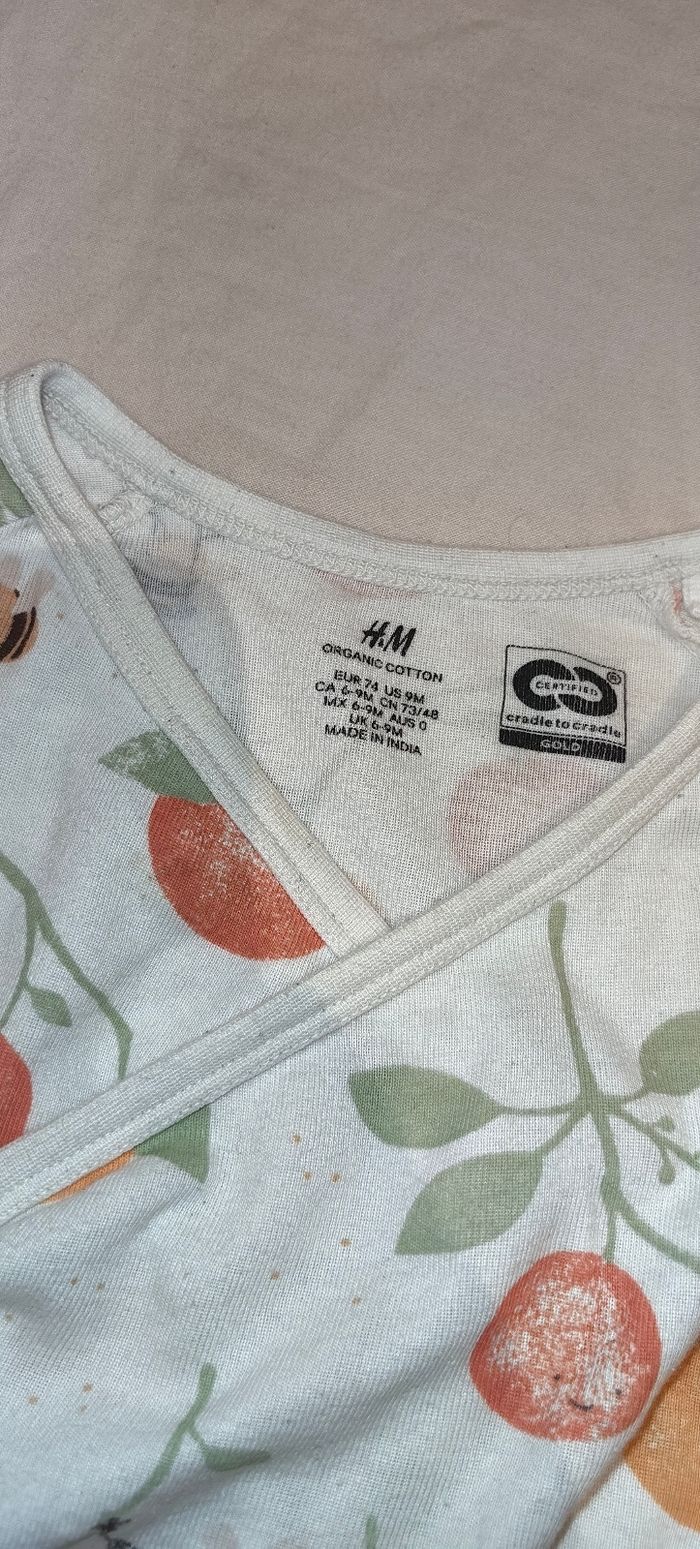 H&M
ORGANIC COTTON
EUR 74 US 9M
CA 6-9M CN 73/48
MX 6-9M AUS 0
UK 6-9M
MADE IN INDIA
CERTIFIED
®
cradle to cradle
GOLD